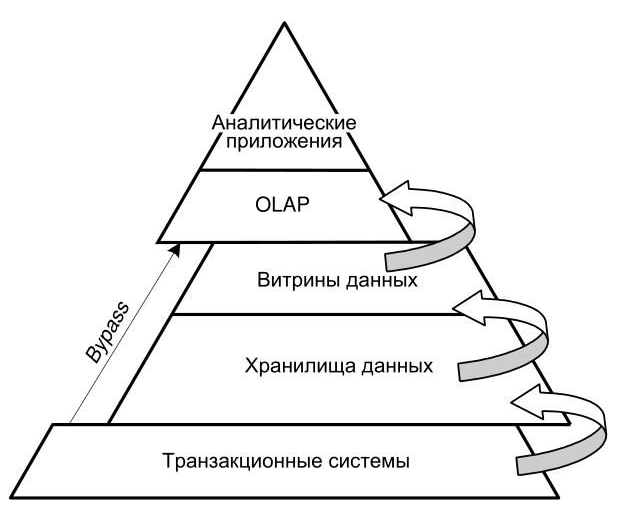 Аналитические
приложения
OLAP
Витрины данных
Bypass
Хранилища данных
Транзакционные системы